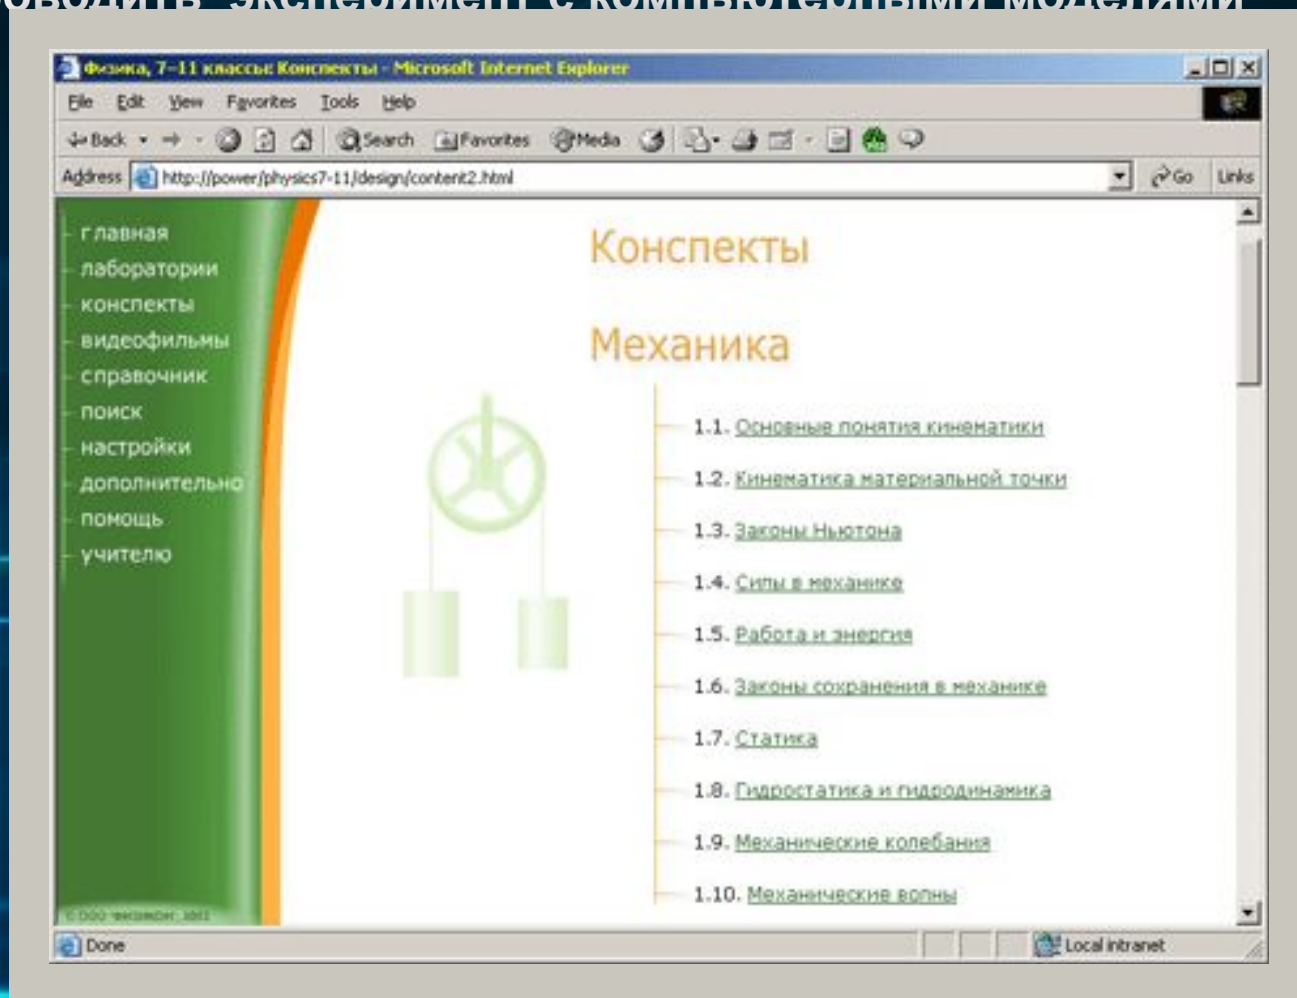 эксперимент с компьютерными моделями
Физика, 7-11 классы: Конспекты - Microsoft Internet Explorer
File Edit View Favorites Tools Help
Back Search Favorites Media
Address http://power/physics7-11/design/content2.html Go Links
главная
лаборатории
конспекты
видеофильмы
справочник
поиск
настройки
дополнительно
помощь
учителю
Конспекты
Механика
1.1. Основные понятия кинематики
1.2. Кинематика материальной точки
1.3. Законы Ньютона
1.4. Силы в механике
1.5. Работа и энергия
1.6. Законы сохранения в механике
1.7. Статика
1.8. Гидростатика и гидродинамика
1.9. Механические колебания
1.10. Механические волны
Done Local intranet